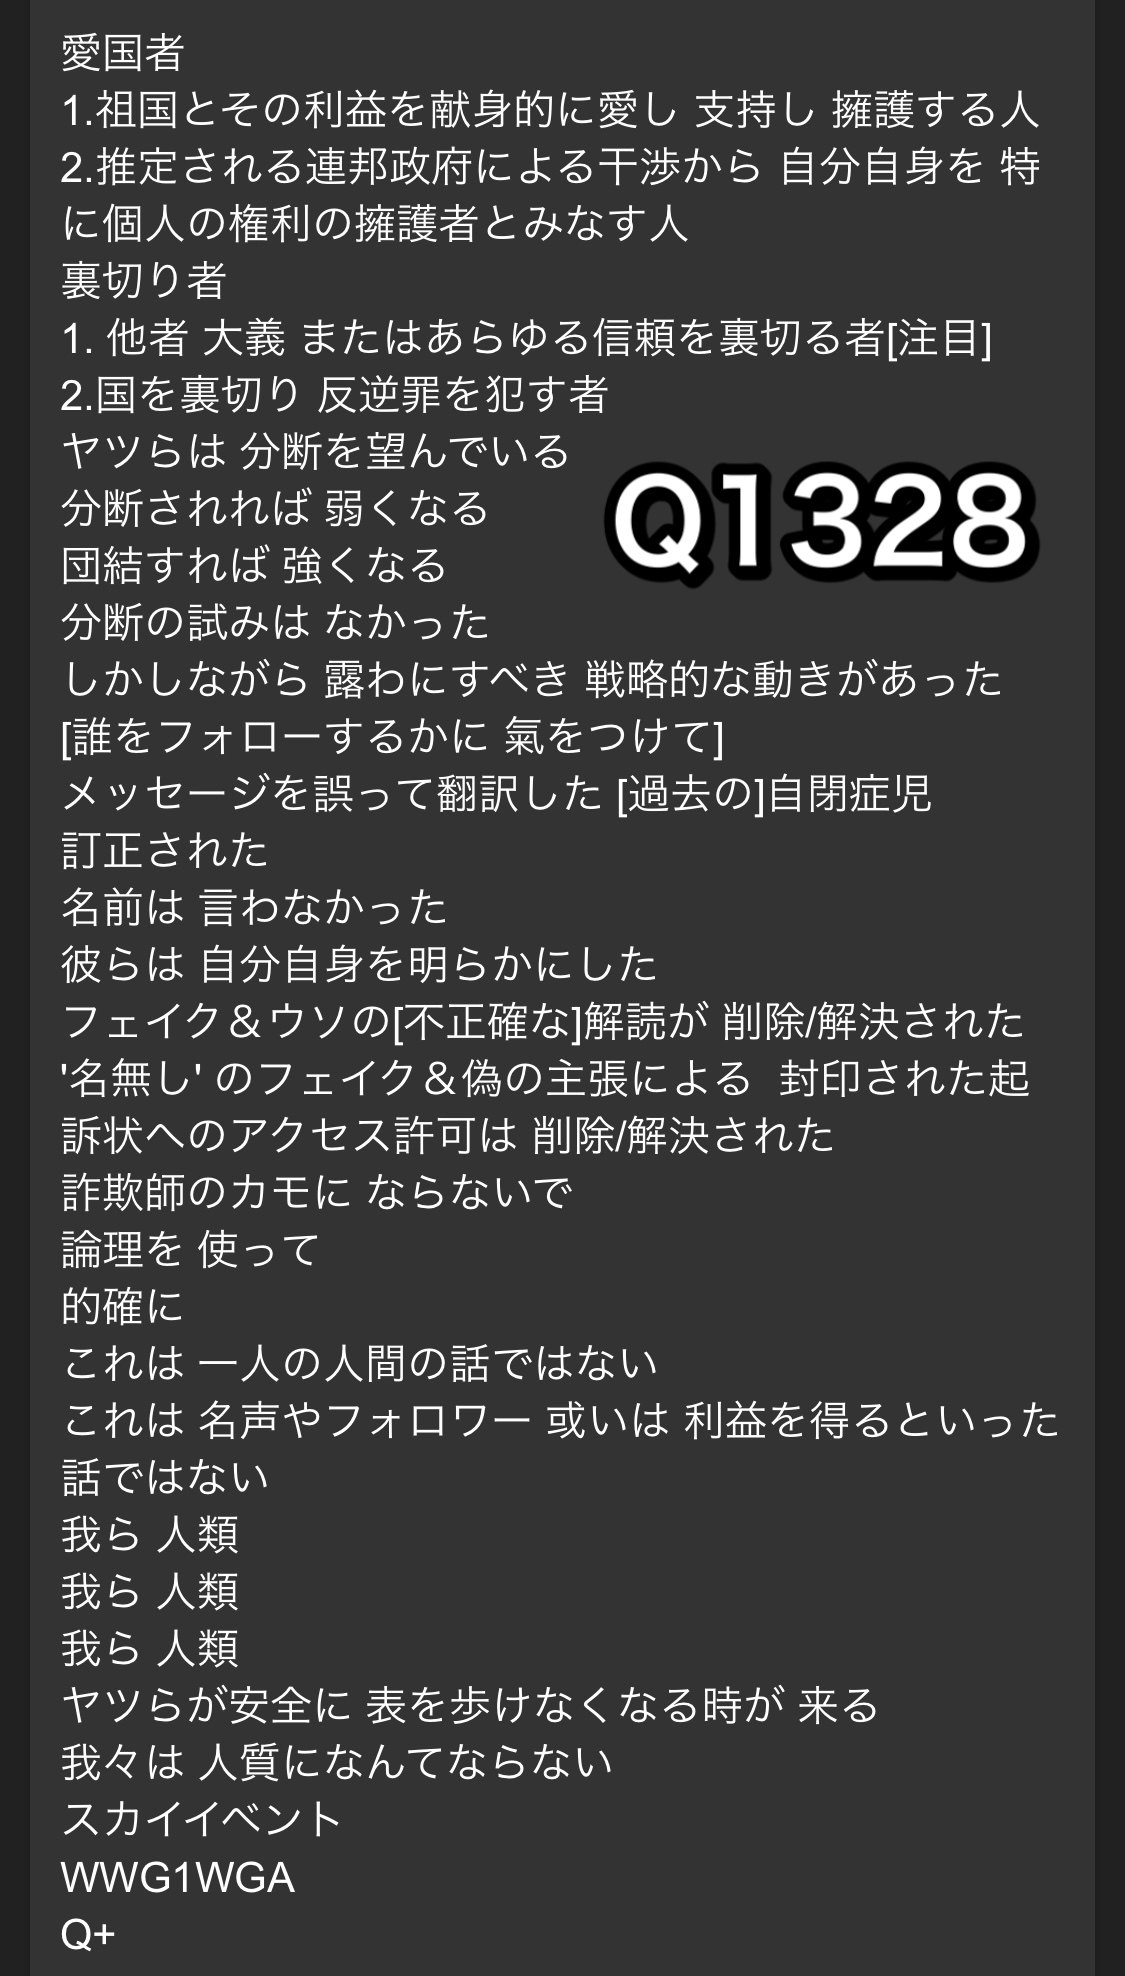 愛国者
1.祖国とその利益を献身的に愛し 支持し 擁護する人
2.推定される連邦政府による干渉から 自分自身を 特
に個人の権利の擁護者とみなす人
裏切り者
1. 他者 大義 またはあらゆる信頼を裏切る者[注目]
2.国を裏切り 反逆罪を犯す者
ヤツらは 分断を望んでいる
分断されれば 弱くなる
Q1328
団結すれば 強くなる
分断の試みは なかった
しかしながら 露わにすべき 戦略的な動きがあった
[誰をフォローするかに 氣をつけて]
メッセージを誤って翻訳した [過去の]自閉症児
訂正された
名前は 言わなかった
彼らは 自分自身を明らかにした
フェイク＆ウソの[不正確な]解読が 削除/解決された
'名無し' のフェイク＆偽の主張による  封印された起
訴状へのアクセス許可は 削除/解決された
詐欺師のカモに ならないで
論理を 使って
的確に
これは 一人の人間の話ではない
これは 名声やフォロワー 或いは 利益を得るといった
話ではない
我ら 人類
我ら 人類
我ら 人類
ヤツらが安全に 表を歩けなくなる時が 来る
我々は 人質になんてならない
スカイイベント
WWG1WGA
Q+